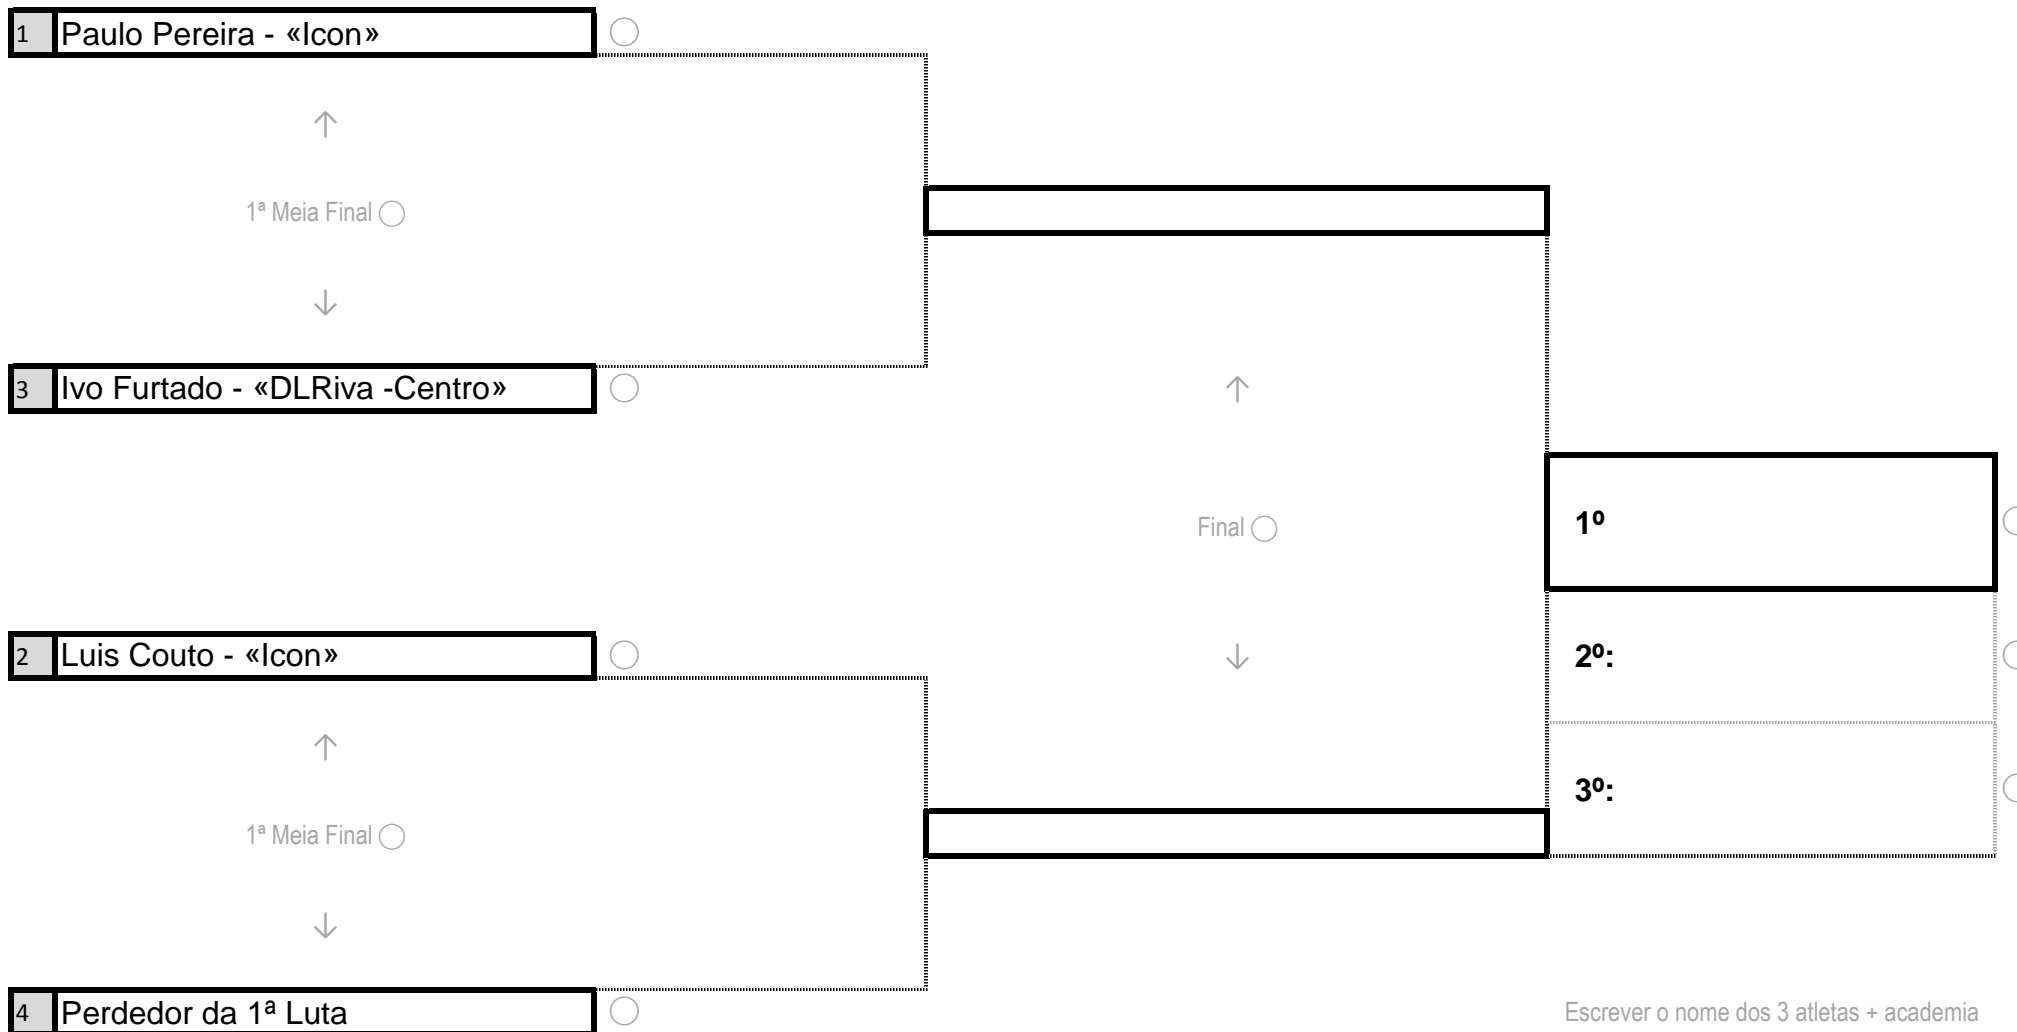 1 Paulo Pereira - «Icon»
↑
1ª Meia Final
↓
3 Ivo Furtado - «DLRiva -Centro»
↑
Final
1º
2 Luis Couto - «Icon»
↓
2º:
↑
3º:
1ª Meia Final
↓
4 Perdedor da 1ª Luta
Escrever o nome dos 3 atletas + academia